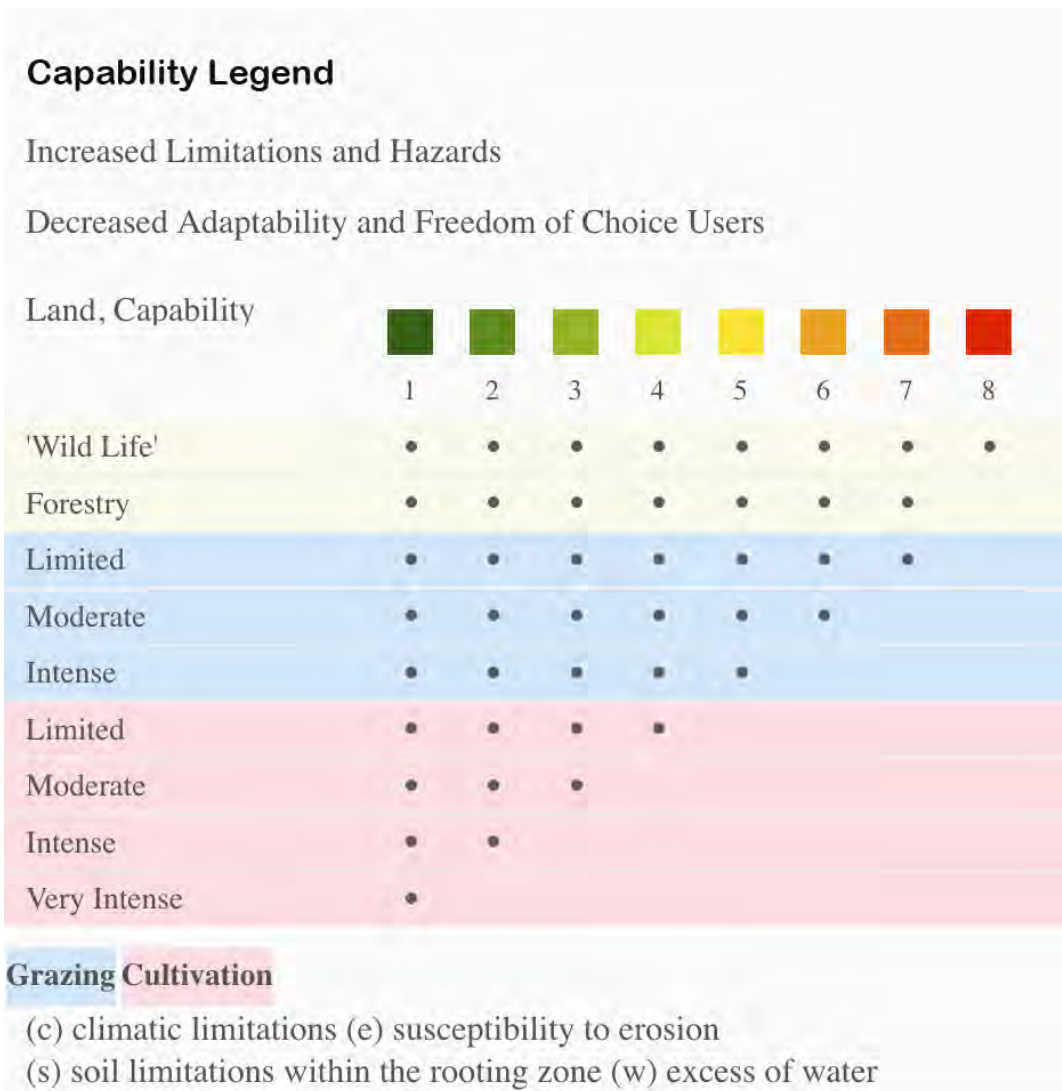 Capability Legend
Increased Limitations and Hazards
Decreased Adaptability and Freedom of Choice Users
Land, Capability
1 2 3 4 5 6 7 8
'Wild Life' • • • • • • • •
Forestry • • • • • • •
Limited • • • • • • •
Moderate • • • • • •
Intense • • • • •
Limited • • • •
Moderate • • •
Intense • •
Very Intense •
Grazing Cultivation
(c) climatic limitations (e) susceptibility to erosion
(s) soil limitations within the rooting zone (w) excess of water